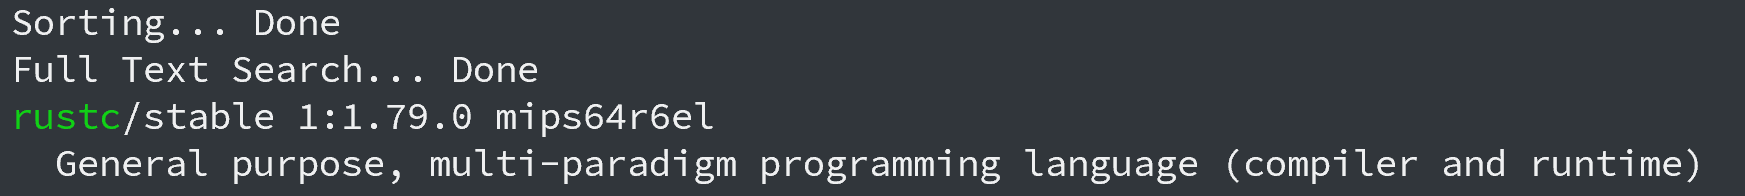 Sorting... Done
Full Text Search... Done
rustc/stable 1:1.79.0 mips64r6el
  General purpose, multi-paradigm programming language (compiler and runtime)